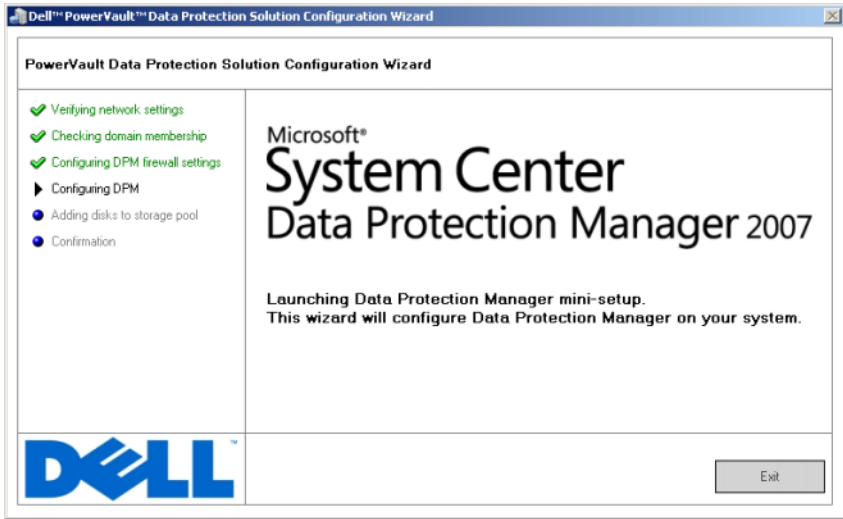 Dell™ PowerVault™ Data Protection Solution Configuration Wizard
PowerVault Data Protection Solution Configuration Wizard
Verifying network settings
Checking domain membership
Configuring DPM firewall settings
Configuring DPM
Adding disks to storage pool
Confirmation
Microsoft®
System Center
Data Protection Manager 2007
Launching Data Protection Manager mini-setup.
This wizard will configure Data Protection Manager on your system.
DELL™
Exit